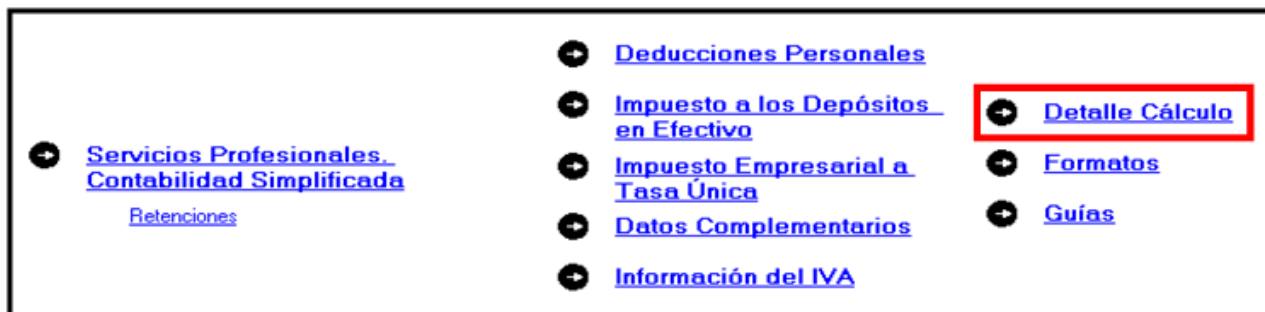 Servicios Profesionales.
Contabilidad Simplificada
Retenciones
Deducciones Personales
Impuesto a los Depósitos
en Efectivo
Impuesto Empresarial a
Tasa Única
Datos Complementarios
Información del IVA
Detalle Cálculo
Formatos
Guías